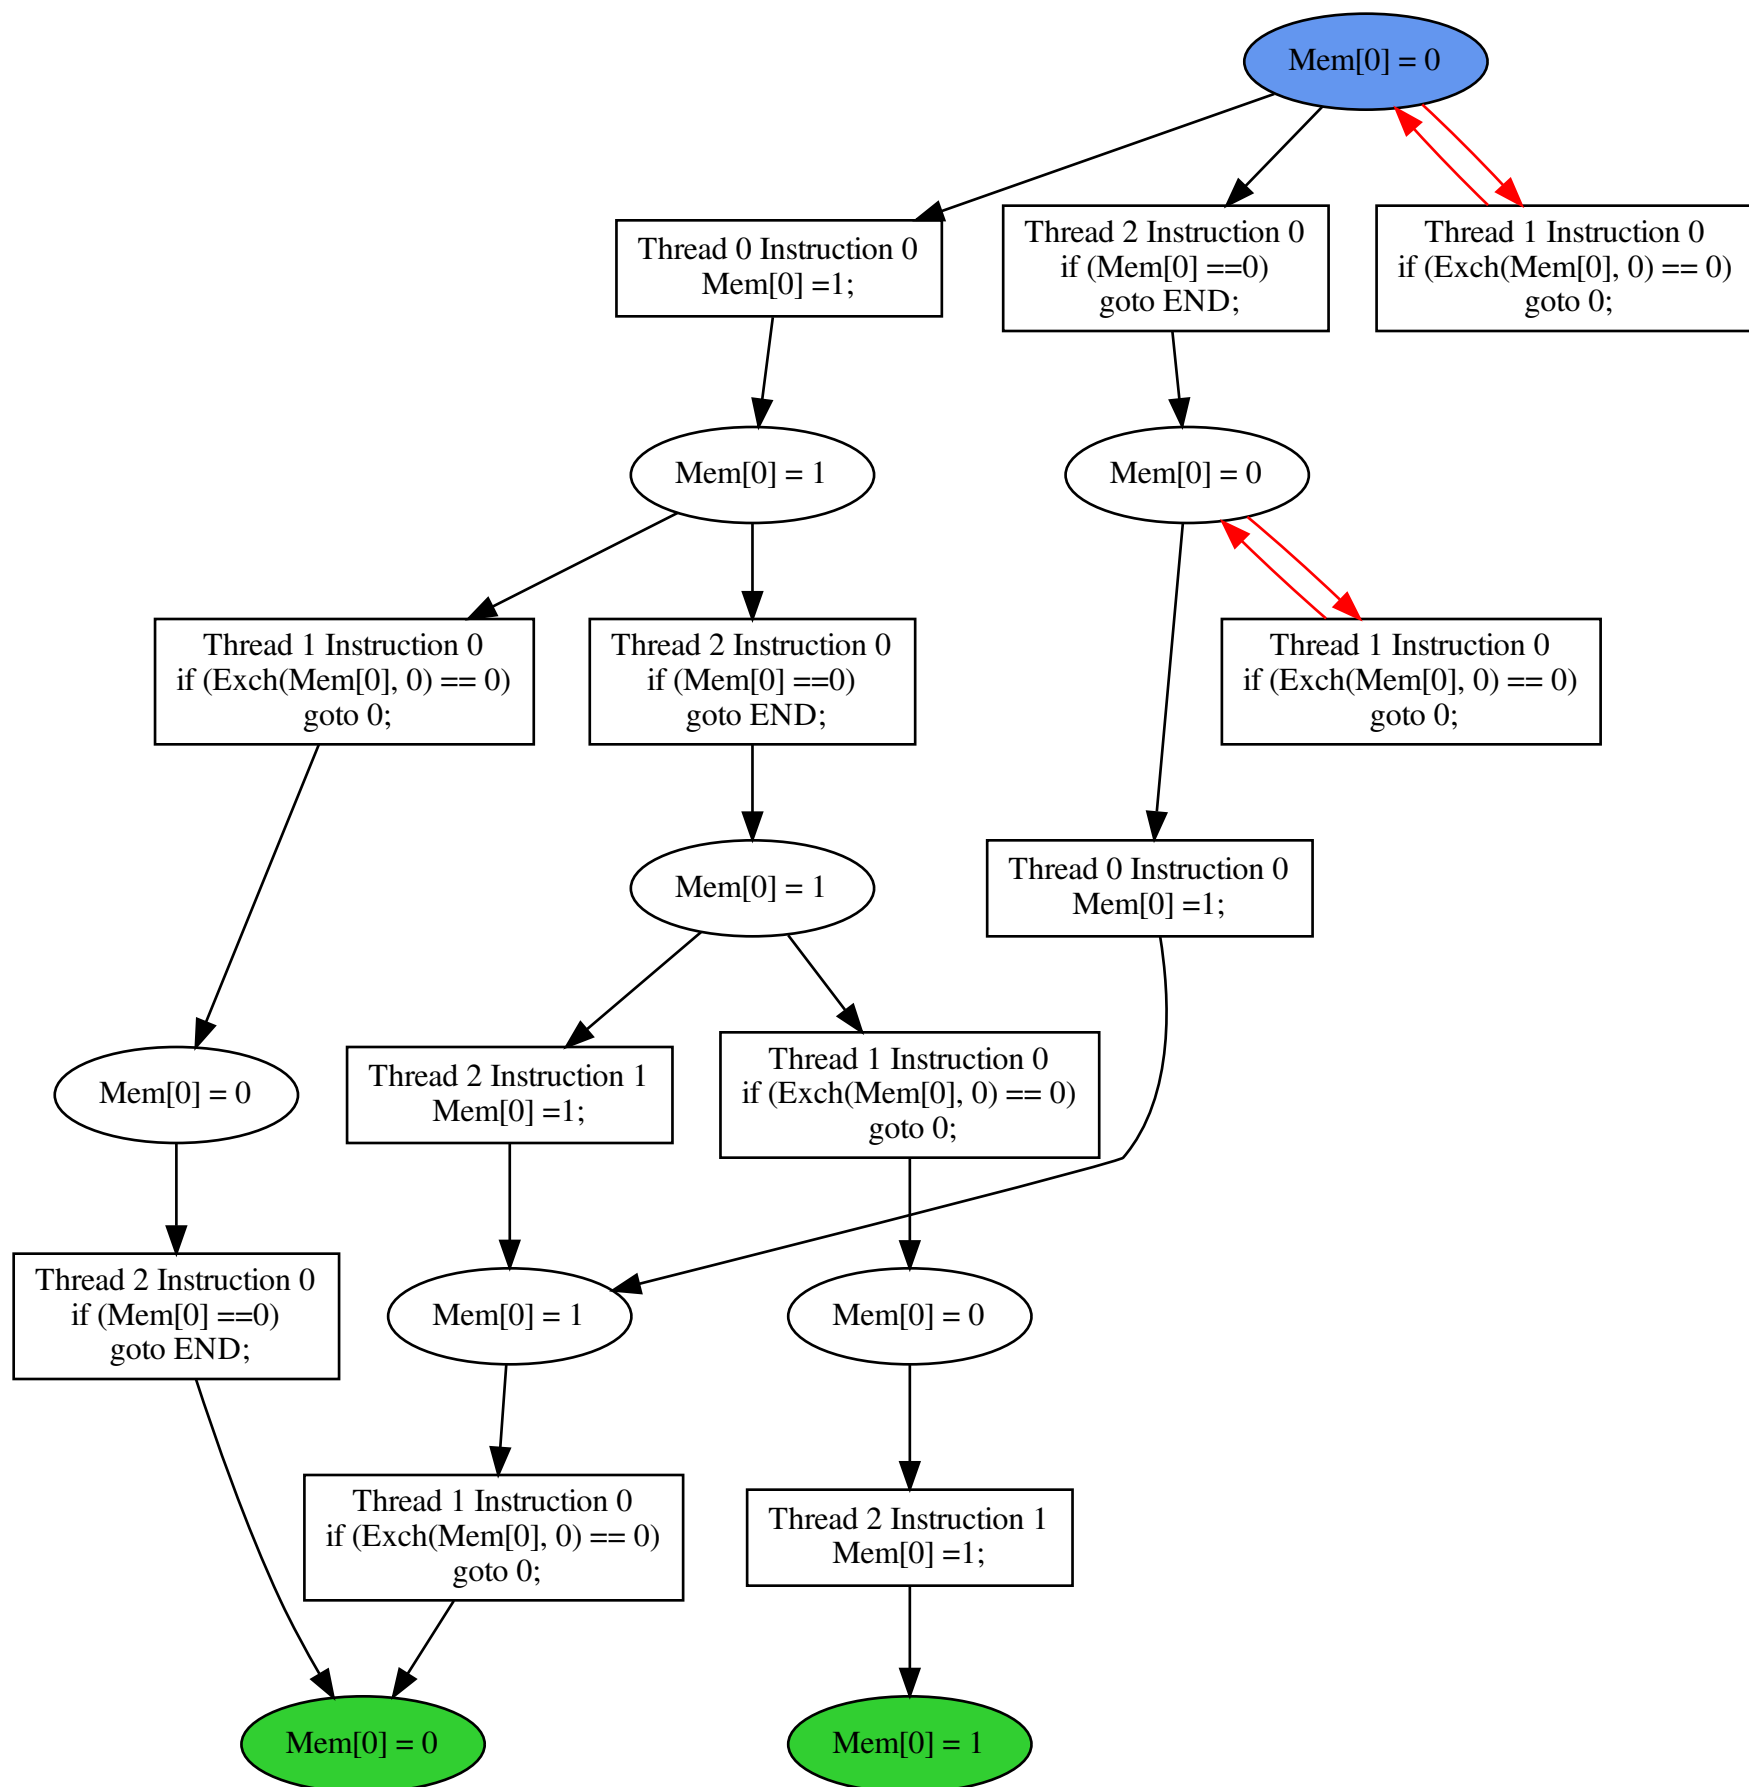 Mem[0] = 0
Thread 0 Instruction 0
Mem[0] =1;
Thread 2 Instruction 0
if (Mem[0] ==0)
goto END;
Thread 1 Instruction 0
if (Exch(Mem[0], 0) == 0)
goto 0;
Mem[0] = 1
Mem[0] = 0
Thread 1 Instruction 0
if (Exch(Mem[0], 0) == 0)
goto 0;
Thread 2 Instruction 0
if (Mem[0] ==0)
goto END;
Thread 1 Instruction 0
if (Exch(Mem[0], 0) == 0)
goto 0;
Mem[0] = 1
Thread 0 Instruction 0
Mem[0] =1;
Mem[0] = 0
Thread 2 Instruction 1
Mem[0] =1;
Thread 1 Instruction 0
if (Exch(Mem[0], 0) == 0)
goto 0;
Thread 2 Instruction 0
if (Mem[0] ==0)
goto END;
Mem[0] = 1
Mem[0] = 0
Thread 1 Instruction 0
if (Exch(Mem[0], 0) == 0)
goto 0;
Thread 2 Instruction 1
Mem[0] =1;
Mem[0] = 0
Mem[0] = 1